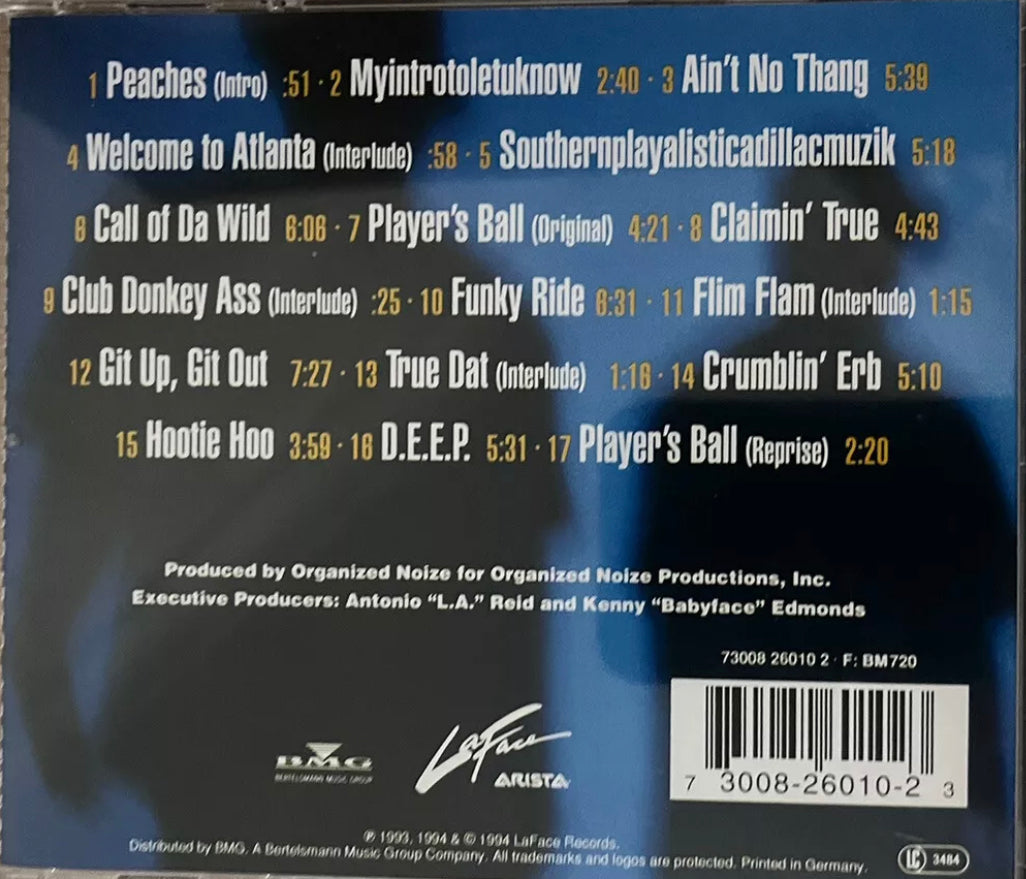 1 Peaches (Intro) :51 · 2 Myintrotoletuknow 2:40 · 3 Ain't No Thang 5:39
4 Welcome to Atlanta (Interlude) :58 · 5 Southernplayalisticadillacmuzik 5:18
6 Call of Da Wild 6:06 · 7 Player's Ball (Original) 4:21 · 8 Claimin' True 4:43
9 Club Donkey Ass (Interlude) :25 · 10 Funky Ride 6:31 · 11 Flim Flam (Interlude) 1:15
12 Git Up, Git Out 7:27 · 13 True Dat (Interlude) 1:16 · 14 Crumblin' Erb 5:10
15 Hootie Hoo 3:59 · 16 D.E.E.P. 5:31 · 17 Player's Ball (Reprise) 2:20
Produced by Organized Noize for Organized Noize Productions, Inc.
Executive Producers: Antonio "L.A." Reid and Kenny "Babyface" Edmonds
73008 26010 2 · F: BM720
7 3008-26010-2 3
BMG
BERTELSMANN MUSIC GROUP
LaFace
ARISTA
℗ 1993, 1994 & © 1994 LaFace Records.
Distributed by BMG. A Bertelsmann Music Group Company. All trademarks and logos are protected. Printed in Germany.
LC 3484